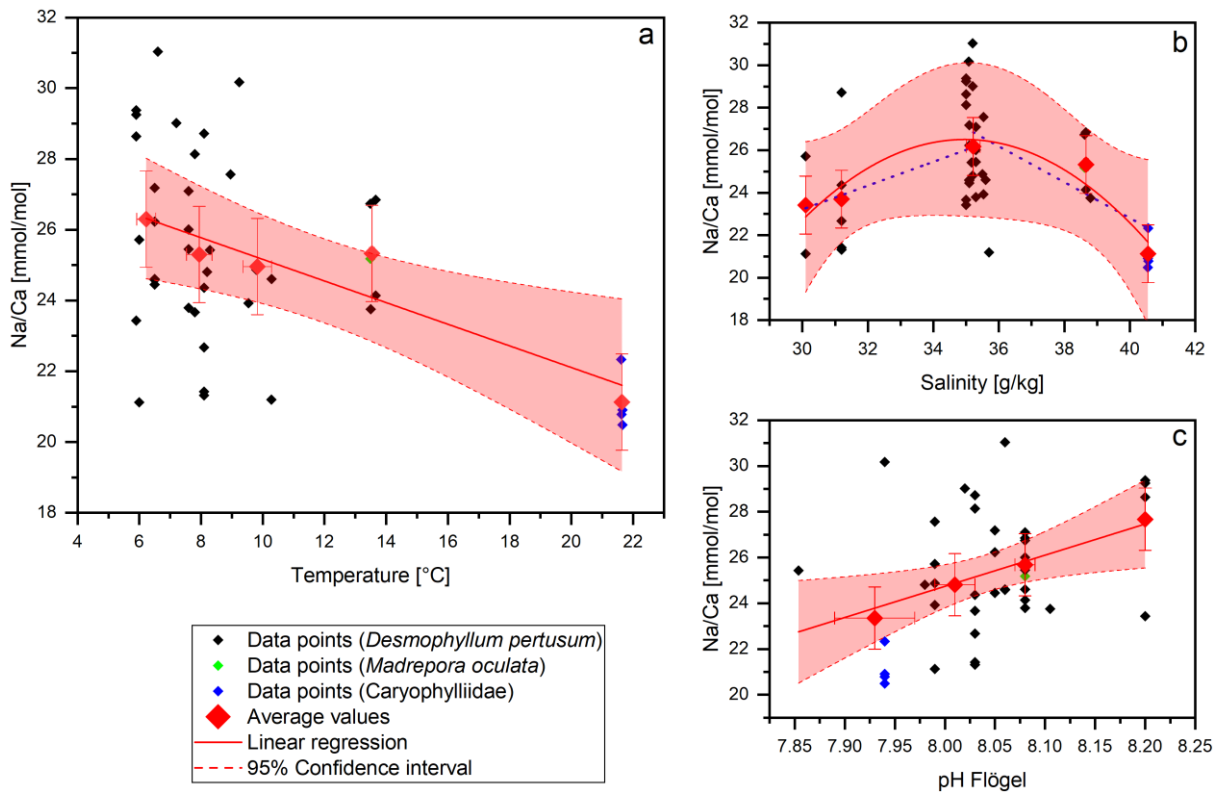 a
32
30
28
26
24
22
20
18
Na/Ca [mmol/mol]
4 6 8 10 12 14 16 18 20 22
Temperature [°C]
b
32
30
28
26
24
22
20
18
Na/Ca [mmol/mol]
30 32 34 36 38 40 42
Salinity [g/kg]
c
32
30
28
26
24
22
20
Na/Ca [mmol/mol]
7.85 7.90 7.95 8.00 8.05 8.10 8.15 8.20 8.25
pH Flögel
Data points (Desmophyllum pertusum)
Data points (Madrepora oculata)
Data points (Caryophylliidae)
Average values
Linear regression
95% Confidence interval